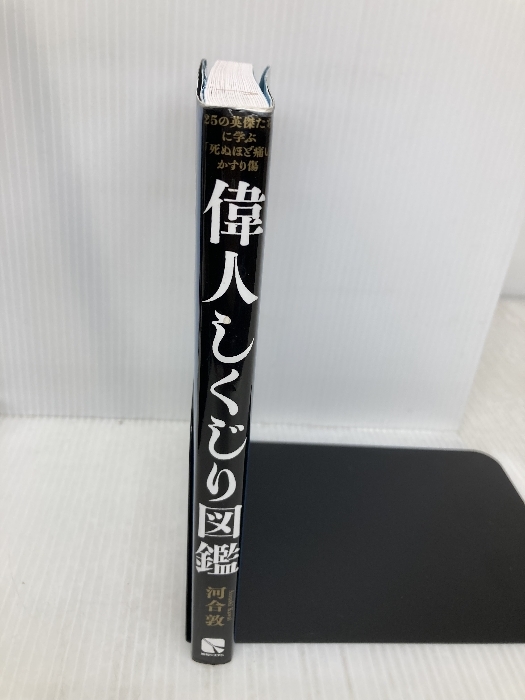 25の英傑たち
に学ぶ
「死ぬほど痛い」
かすり傷
偉人しくじり図鑑
河合敦